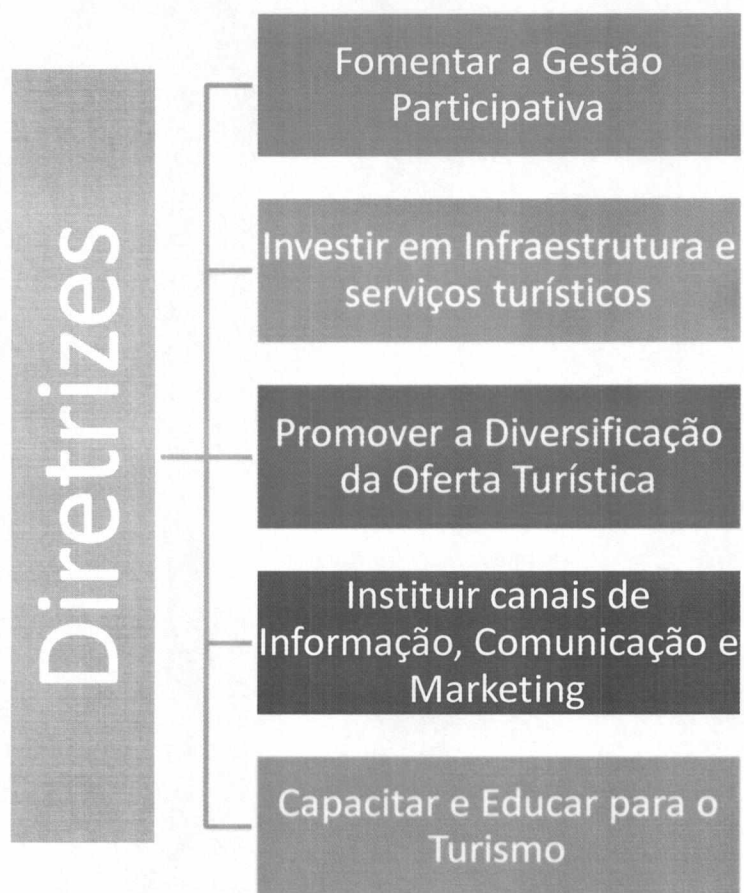 Diretrizes
Fomentar a Gestão
Participativa
Investir em Infraestrutura e
serviços turísticos
Promover a Diversificação
da Oferta Turística
Instituir canais de
Informação, Comunicação e
Marketing
Capacitar e Educar para o
Turismo